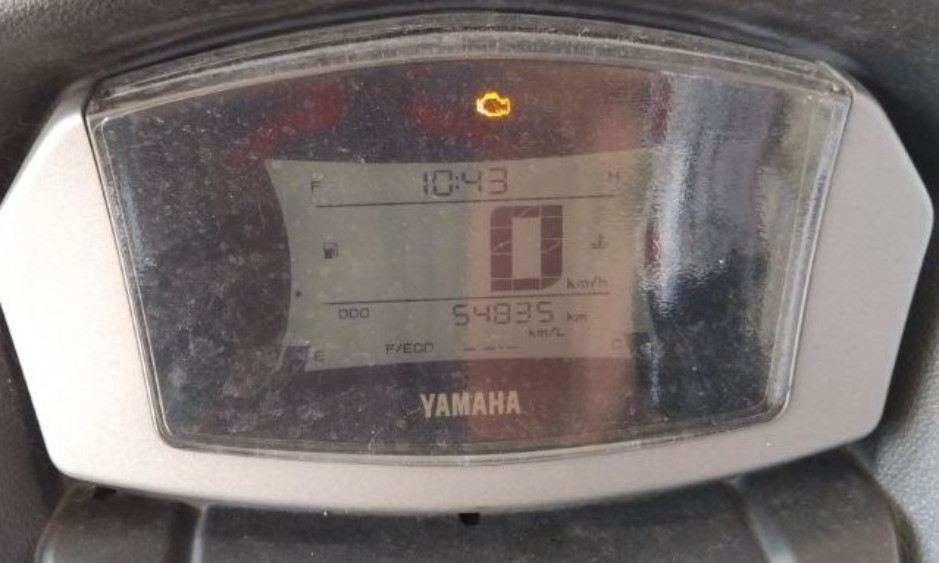 F 10:43 H
0 km/h
ODO 54835 km
km/L
E F/ECO --.- C
YAMAHA